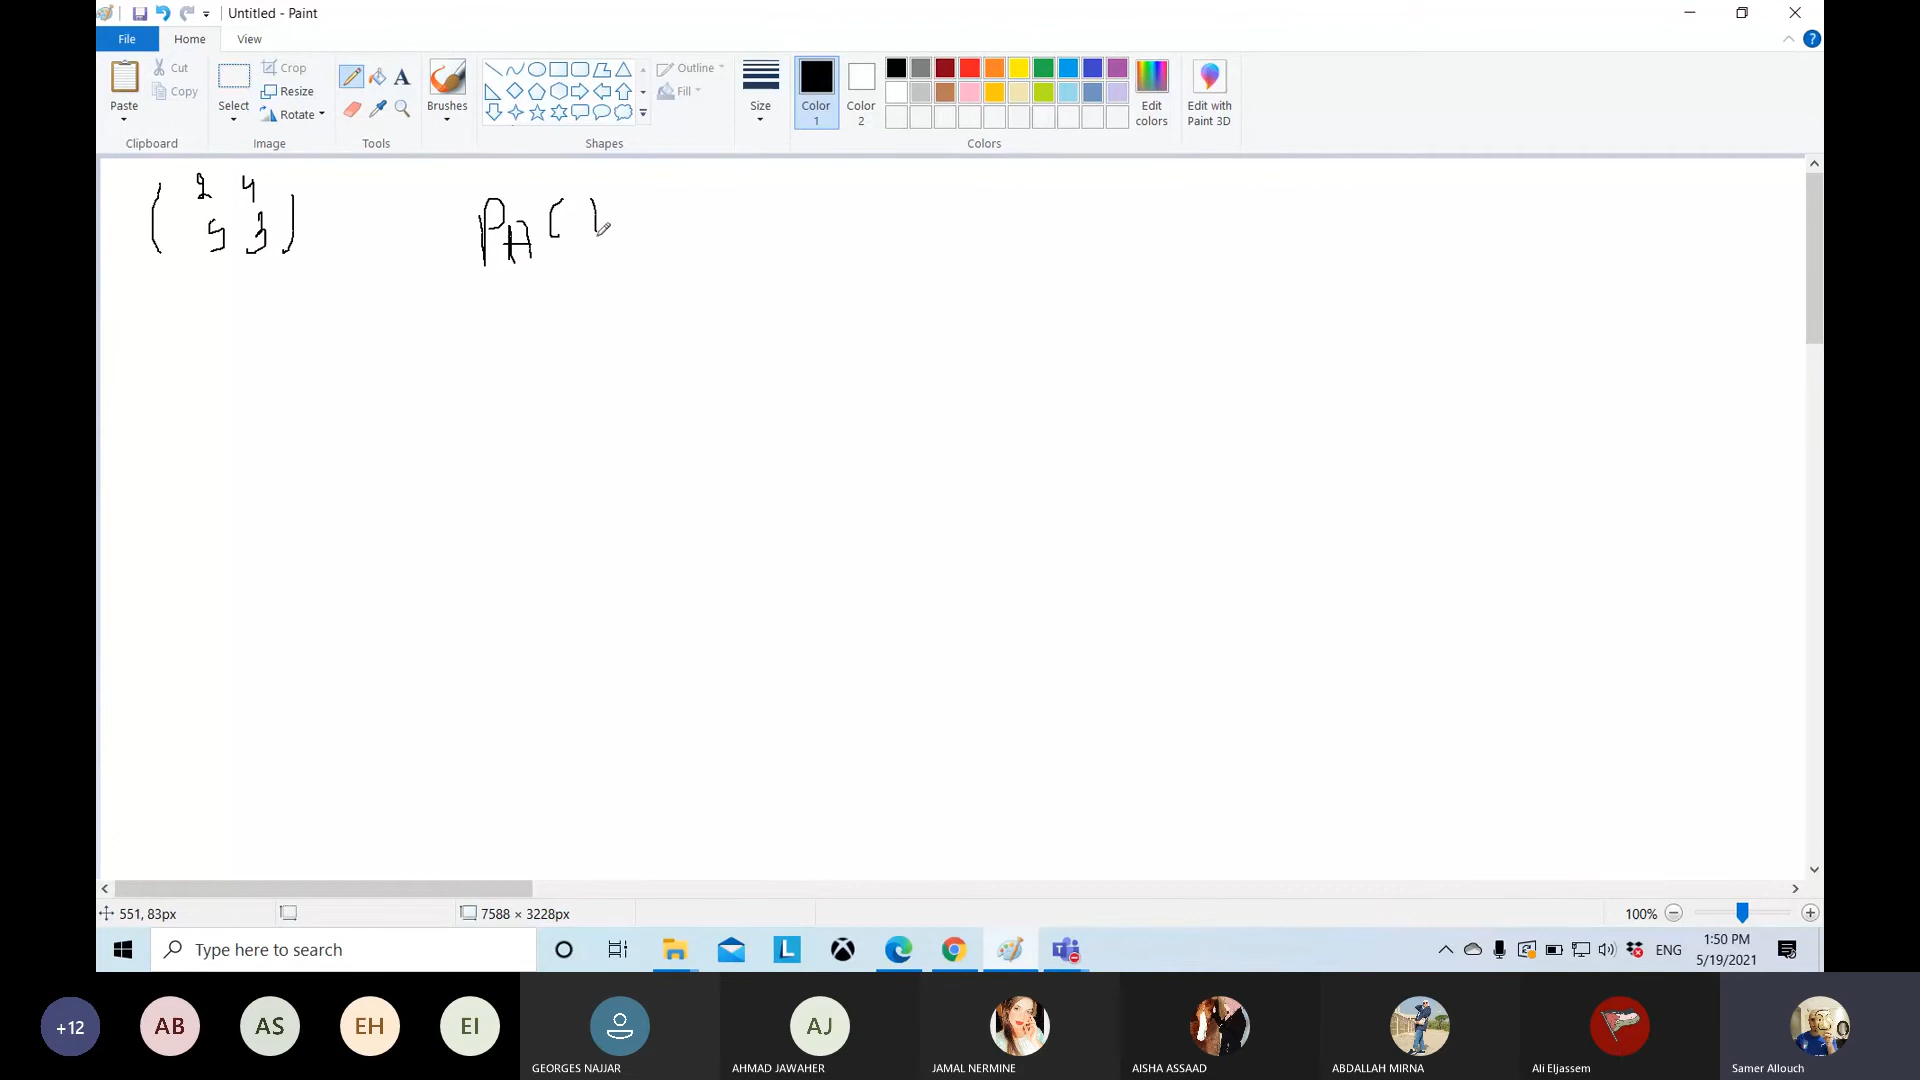 Untitled - Paint
File Home View
Paste
Cut
Copy
Clipboard
Select
Crop
Resize
Rotate
Image
A
Tools
Brushes
Shapes
Outline
Fill
Size
Color 1
Color 2
Edit colors
Colors
Edit with Paint 3D
?
( 2 4
5 3 )
PA ( )
551, 83px
7588 × 3228px
100%
Type here to search
L
ENG
1:50 PM
5/19/2021
+12
AB
AS
EH
EI
GEORGES NAJJAR
AJ
AHMAD JAWAHER
JAMAL NERMINE
AISHA ASSAAD
ABDALLAH MIRNA
Ali Eljassem
Samer Allouch